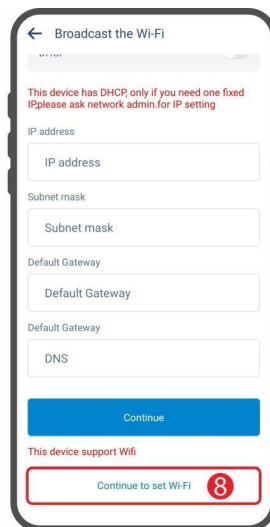 Broadcast the Wi-Fi
DHCP
This device has DHCP, only if you need one fixed
IP,please ask network admin.for IP setting
IP address
IP address
Subnet mask
Subnet mask
Default Gateway
Default Gateway
Default Gateway
DNS
Continue
This device support Wifi
Continue to set Wi-Fi
8